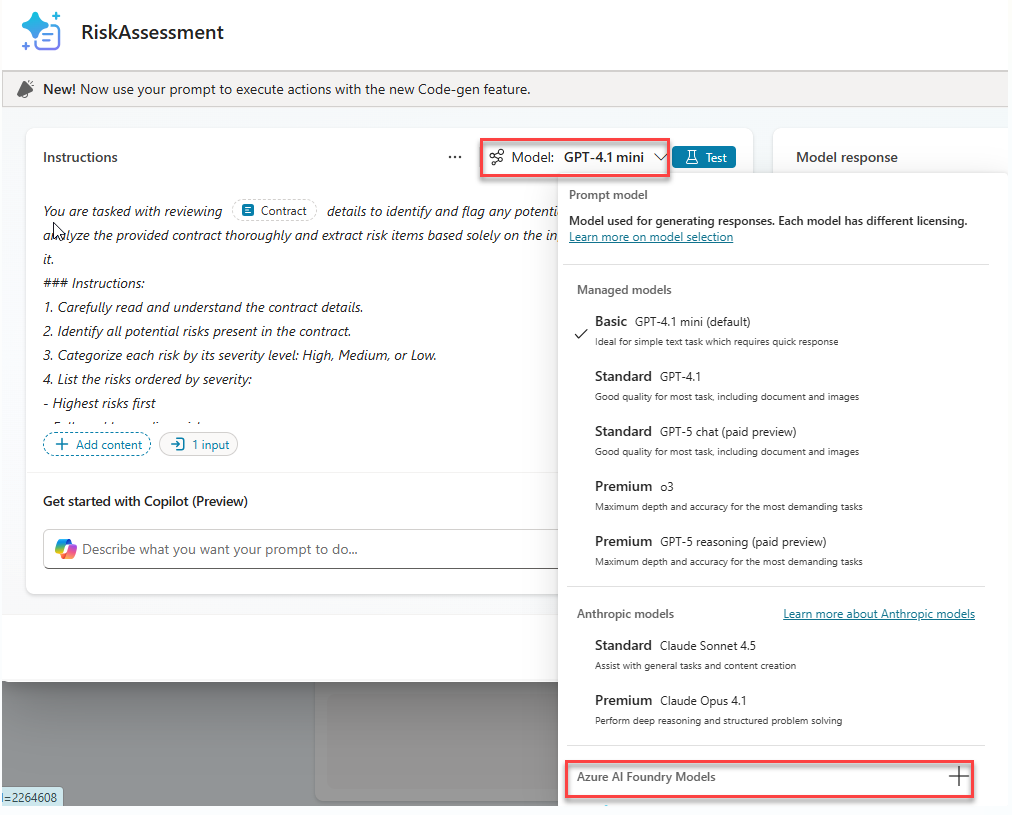 RiskAssessment
New! Now use your prompt to execute actions with the new Code-gen feature.
Instructions
... Model: GPT-4.1 mini Test
Model response
You are tasked with reviewing Contract details to identify and flag any potenti
analyze the provided contract thoroughly and extract risk items based solely on the in
it.
### Instructions:
1. Carefully read and understand the contract details.
2. Identify all potential risks present in the contract.
3. Categorize each risk by its severity level: High, Medium, or Low.
4. List the risks ordered by severity:
- Highest risks first
Add content 1 input
Get started with Copilot (Preview)
Describe what you want your prompt to do...
Prompt model
Model used for generating responses. Each model has different licensing.
Learn more on model selection
Managed models
Basic GPT-4.1 mini (default)
Ideal for simple text task which requires quick response
Standard GPT-4.1
Good quality for most task, including document and images
Standard GPT-5 chat (paid preview)
Good quality for most task, including document and images
Premium o3
Maximum depth and accuracy for the most demanding tasks
Premium GPT-5 reasoning (paid preview)
Maximum depth and accuracy for the most demanding tasks
Anthropic models Learn more about Anthropic models
Standard Claude Sonnet 4.5
Assist with general tasks and content creation
Premium Claude Opus 4.1
Perform deep reasoning and structured problem solving
Azure AI Foundry Models
=2264608